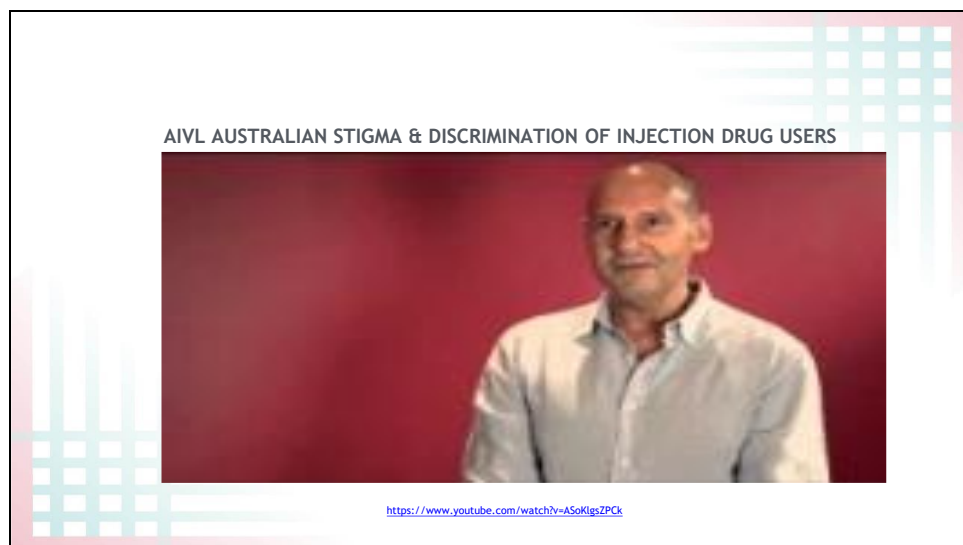 AIVL AUSTRALIAN STIGMA & DISCRIMINATION OF INJECTION DRUG USERS
https://www.youtube.com/watch?v=ASoKlgsZPCk